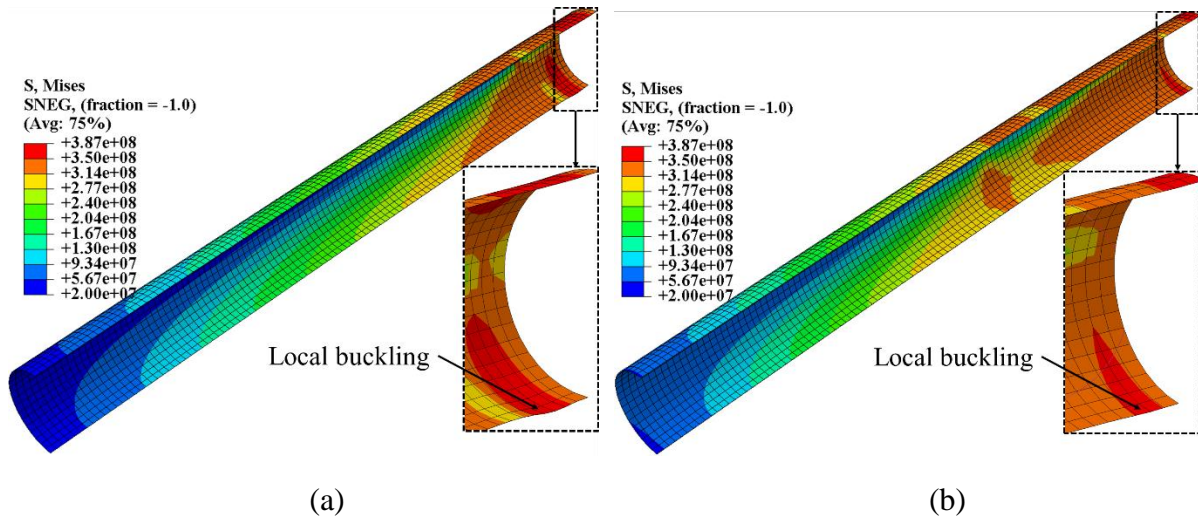 S, Mises
SNEG, (fraction = -1.0)
(Avg: 75%)
+3.87e+08
+3.50e+08
+3.14e+08
+2.77e+08
+2.40e+08
+2.04e+08
+1.67e+08
+1.30e+08
+9.34e+07
+5.67e+07
+2.00e+07
Local buckling
(a)
S, Mises
SNEG, (fraction = -1.0)
(Avg: 75%)
+3.87e+08
+3.50e+08
+3.14e+08
+2.77e+08
+2.40e+08
+2.04e+08
+1.67e+08
+1.30e+08
+9.34e+07
+5.67e+07
+2.00e+07
Local buckling
(b)